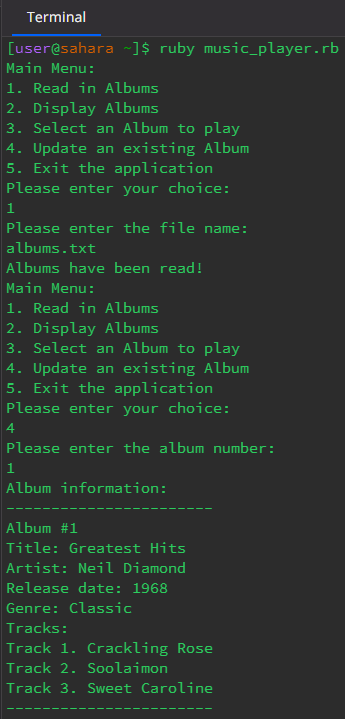 Terminal
[user@sahara ~]$ ruby music_player.rb
Main Menu:
1. Read in Albums
2. Display Albums
3. Select an Album to play
4. Update an existing Album
5. Exit the application
Please enter your choice:
1
Please enter the file name:
albums.txt
Albums have been read!
Main Menu:
1. Read in Albums
2. Display Albums
3. Select an Album to play
4. Update an existing Album
5. Exit the application
Please enter your choice:
4
Please enter the album number:
1
Album information:
-----------------------
Album #1
Title: Greatest Hits
Artist: Neil Diamond
Release date: 1968
Genre: Classic
Tracks:
Track 1. Crackling Rose
Track 2. Soolaimon
Track 3. Sweet Caroline
-----------------------